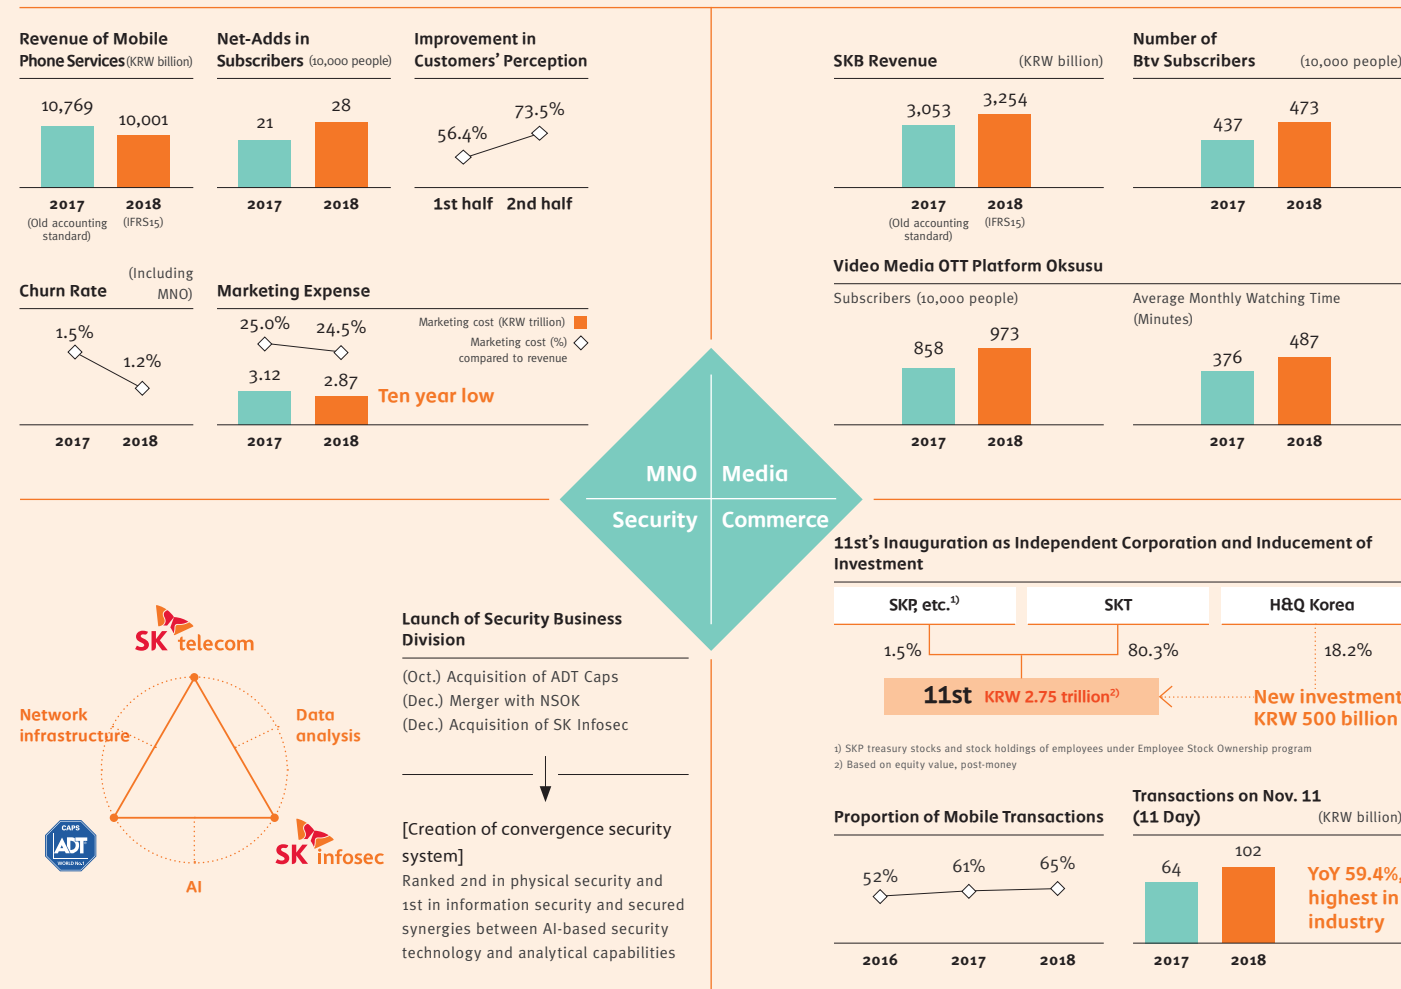 Revenue of Mobile
Phone Services (KRW billion)
10,769
10,001
2017
2018
(Old accounting
standard)
(IFRS15)
Net-Adds in
Subscribers (10,000 people)
21
28
2017
2018
Improvement in
Customers' Perception
56.4%
73.5%
1st half
2nd half
Churn Rate
(Including
MNO)
1.5%
1.2%
2017
2018
Marketing Expense
25.0%
24.5%
Marketing cost (KRW trillion)
Marketing cost (%)
compared to revenue
3.12
2.87
Ten year low
2017
2018
SKB Revenue
(KRW billion)
3,053
3,254
2017
2018
(Old accounting
standard)
(IFRS15)
Number of
Btv Subscribers
(10,000 people)
437
473
2017
2018
Video Media OTT Platform Oksusu
Subscribers (10,000 people)
858
973
2017
2018
Average Monthly Watching Time
(Minutes)
376
487
2017
2018
MNO
Media
Security
Commerce
SK telecom
Network
infrastructure
Data
analysis
CAPS
ADT
WORLD No.1
SK infosec
AI
Launch of Security Business
Division
(Oct.) Acquisition of ADT Caps
(Dec.) Merger with NSOK
(Dec.) Acquisition of SK Infosec
[Creation of convergence security
system]
Ranked 2nd in physical security and
1st in information security and secured
synergies between AI-based security
technology and analytical capabilities
11st's Inauguration as Independent Corporation and Inducement of
Investment
SKP, etc.1)
SKT
H&Q Korea
1.5%
80.3%
18.2%
11st KRW 2.75 trillion2)
New investment
KRW 500 billion
1) SKP treasury stocks and stock holdings of employees under Employee Stock Ownership program
2) Based on equity value, post-money
Proportion of Mobile Transactions
52%
61%
65%
2016
2017
2018
Transactions on Nov. 11
(11 Day)
(KRW billion)
64
102
YoY 59.4%,
highest in
industry
2017
2018